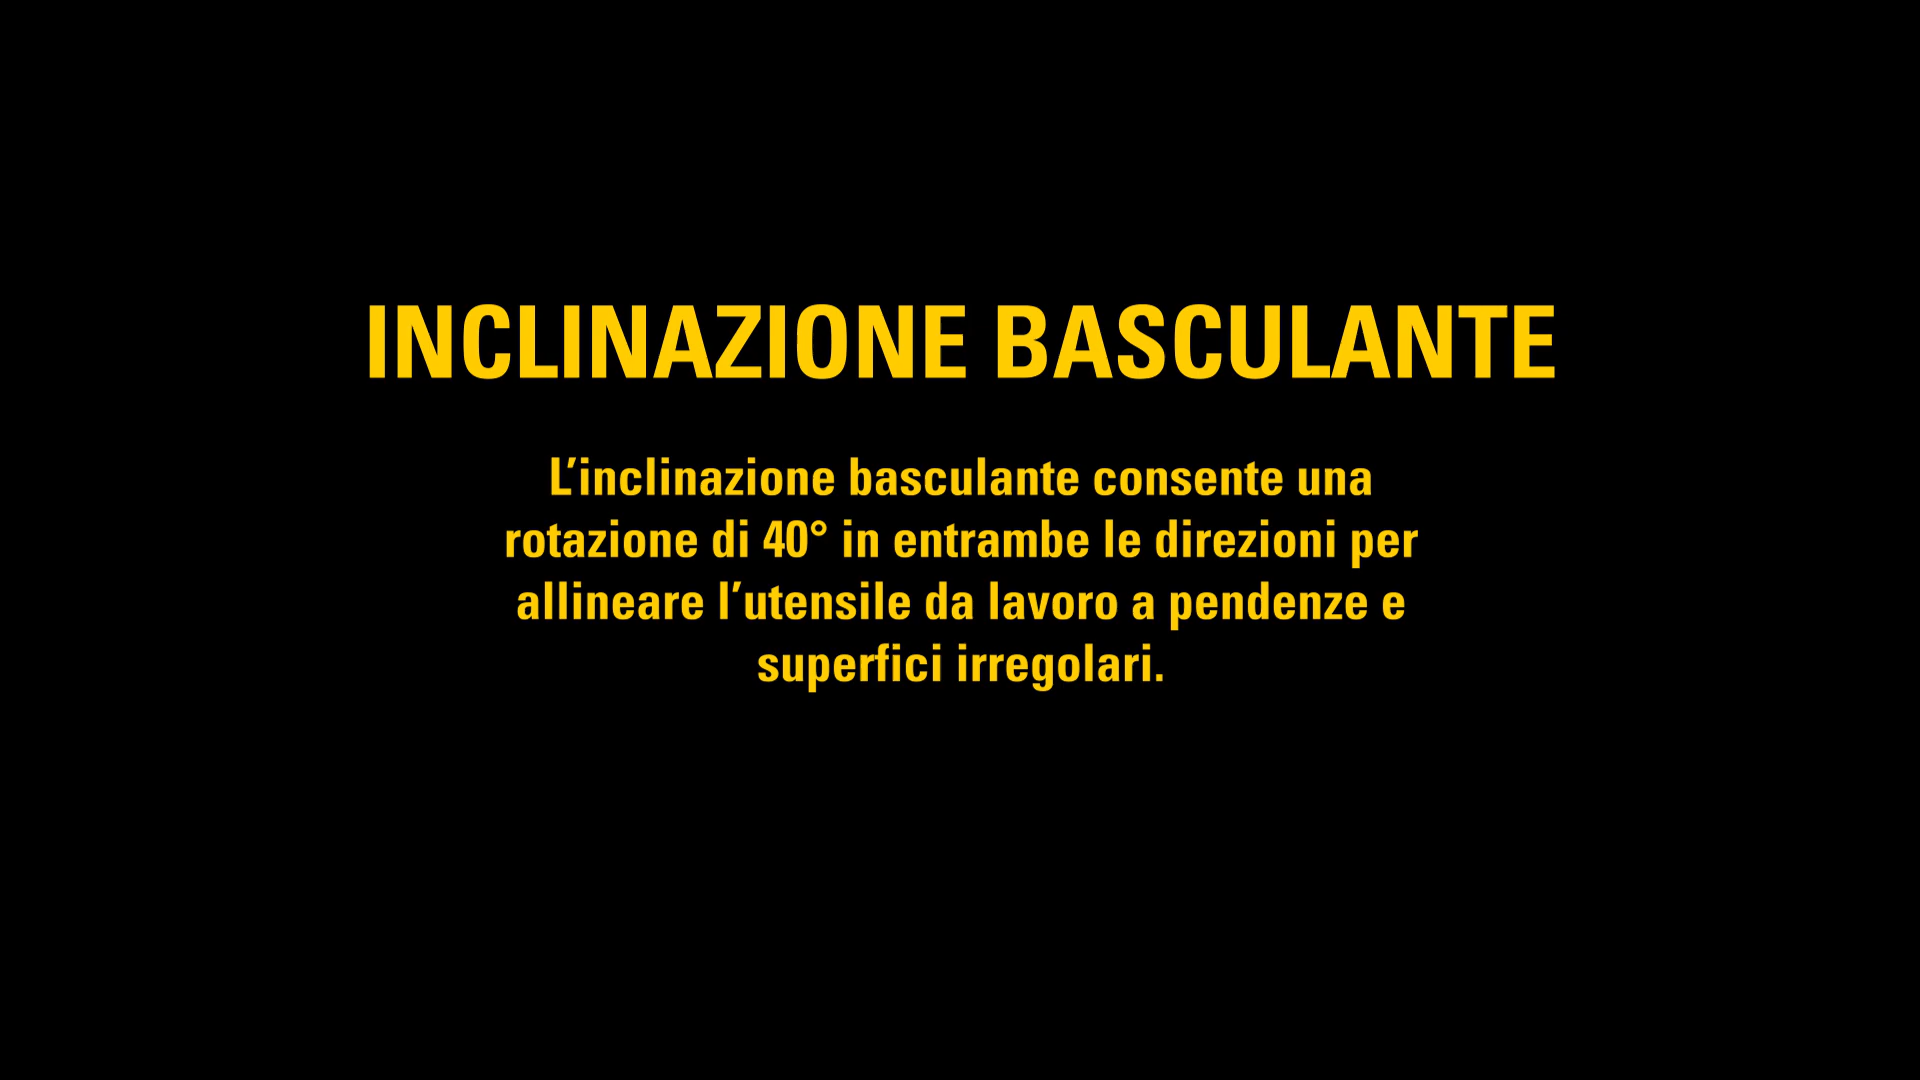 INCLINAZIONE BASCULANTE
L’inclinazione basculante consente una
rotazione di 40° in entrambe le direzioni per
allineare l’utensile da lavoro a pendenze e
superfici irregolari.